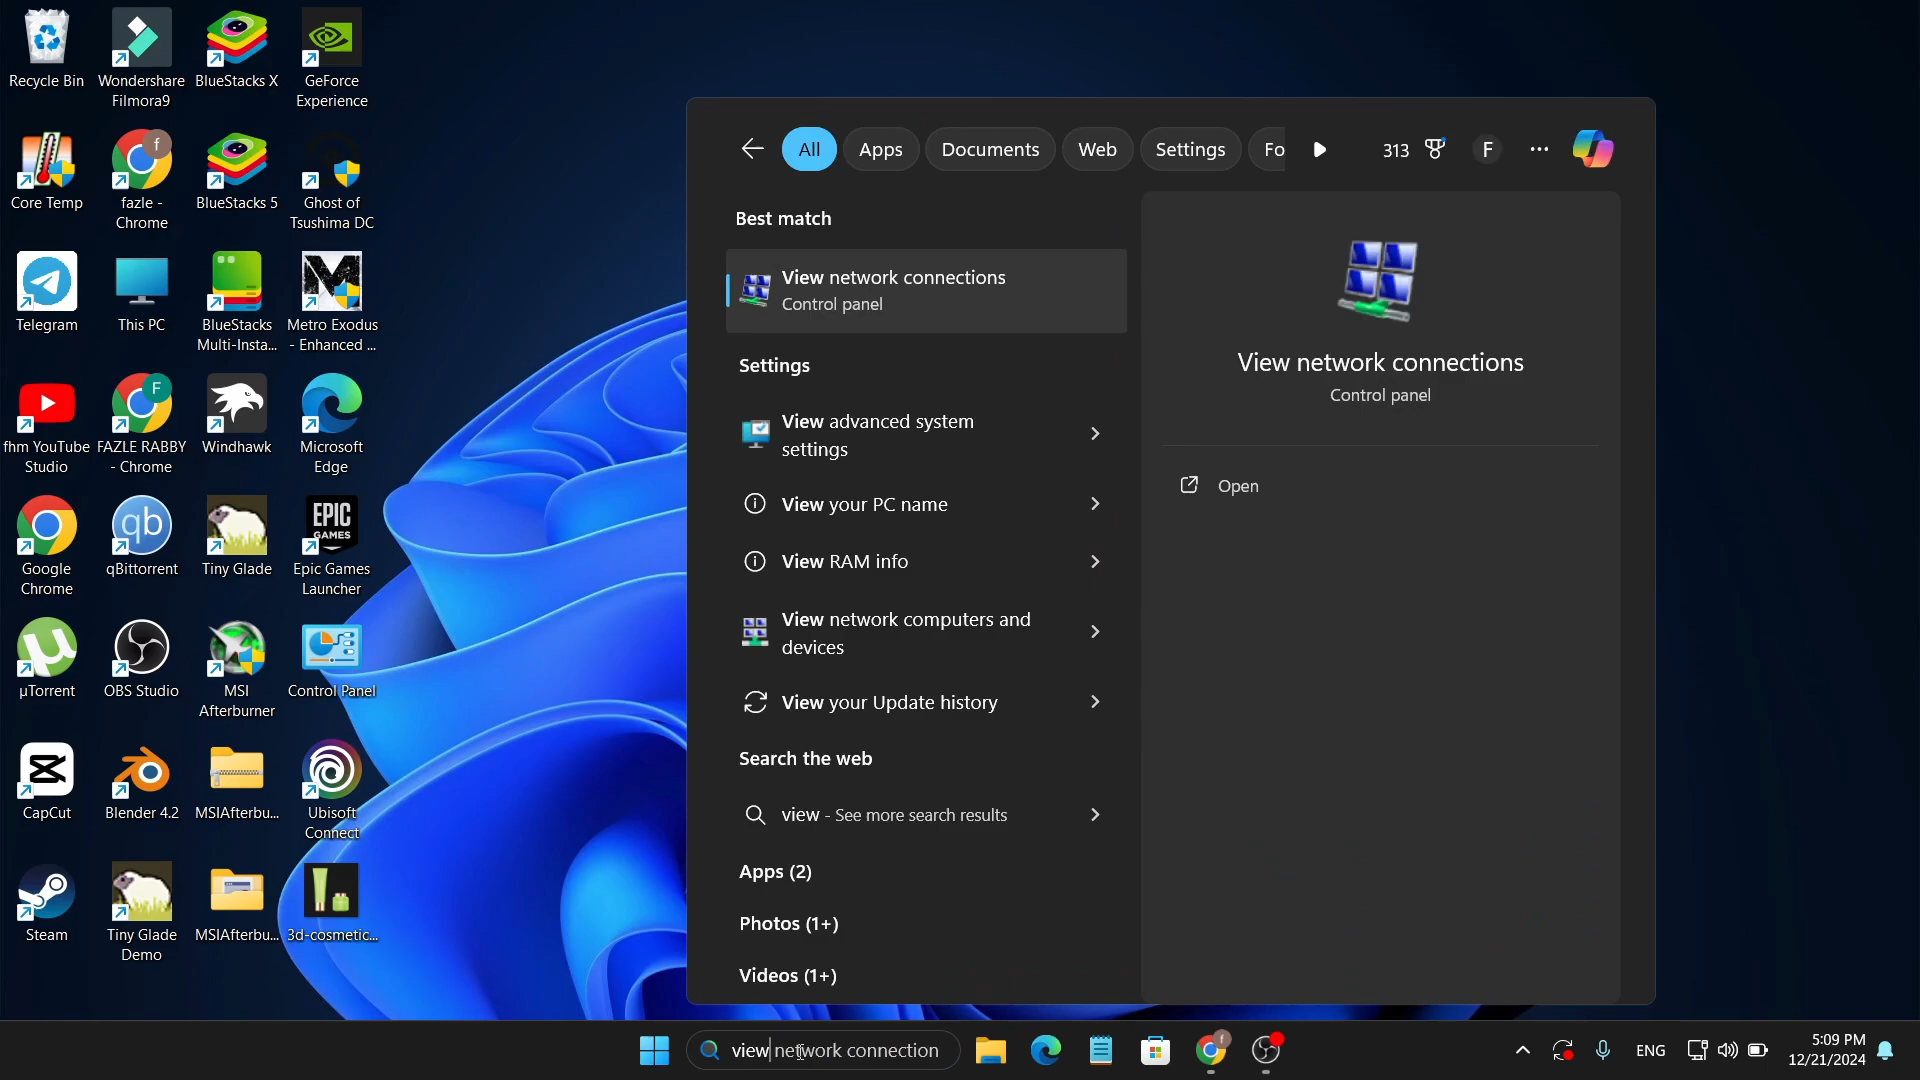 Recycle Bin
Wondershare
Filmora9
BlueStacks X
GeForce
Experience
Core Temp
f
fazle -
Chrome
BlueStacks 5
Ghost of
Tsushima DC
Telegram
This PC
BlueStacks
Multi-Insta...
Metro Exodus
- Enhanced ...
fhm YouTube
Studio
F
FAZLE RABBY
- Chrome
Windhawk
Microsoft
Edge
Google
Chrome
qb
qBittorrent
Tiny Glade
EPIC
GAMES
Epic Games
Launcher
µTorrent
OBS Studio
MSI
Afterburner
Control Panel
CapCut
Blender 4.2
MSIAfterbu...
Ubisoft
Connect
Steam
Tiny Glade
Demo
MSIAfterbu...
3d-cosmetic...
All
Apps
Documents
Web
Settings
Fo
313
F
Best match
View network connections
Control panel
Settings
View advanced system
settings
View your PC name
View RAM info
View network computers and
devices
View your Update history
Search the web
view - See more search results
Apps (2)
Photos (1+)
Videos (1+)
View network connections
Control panel
Open
view network connection
f
ENG
5:09 PM
12/21/2024